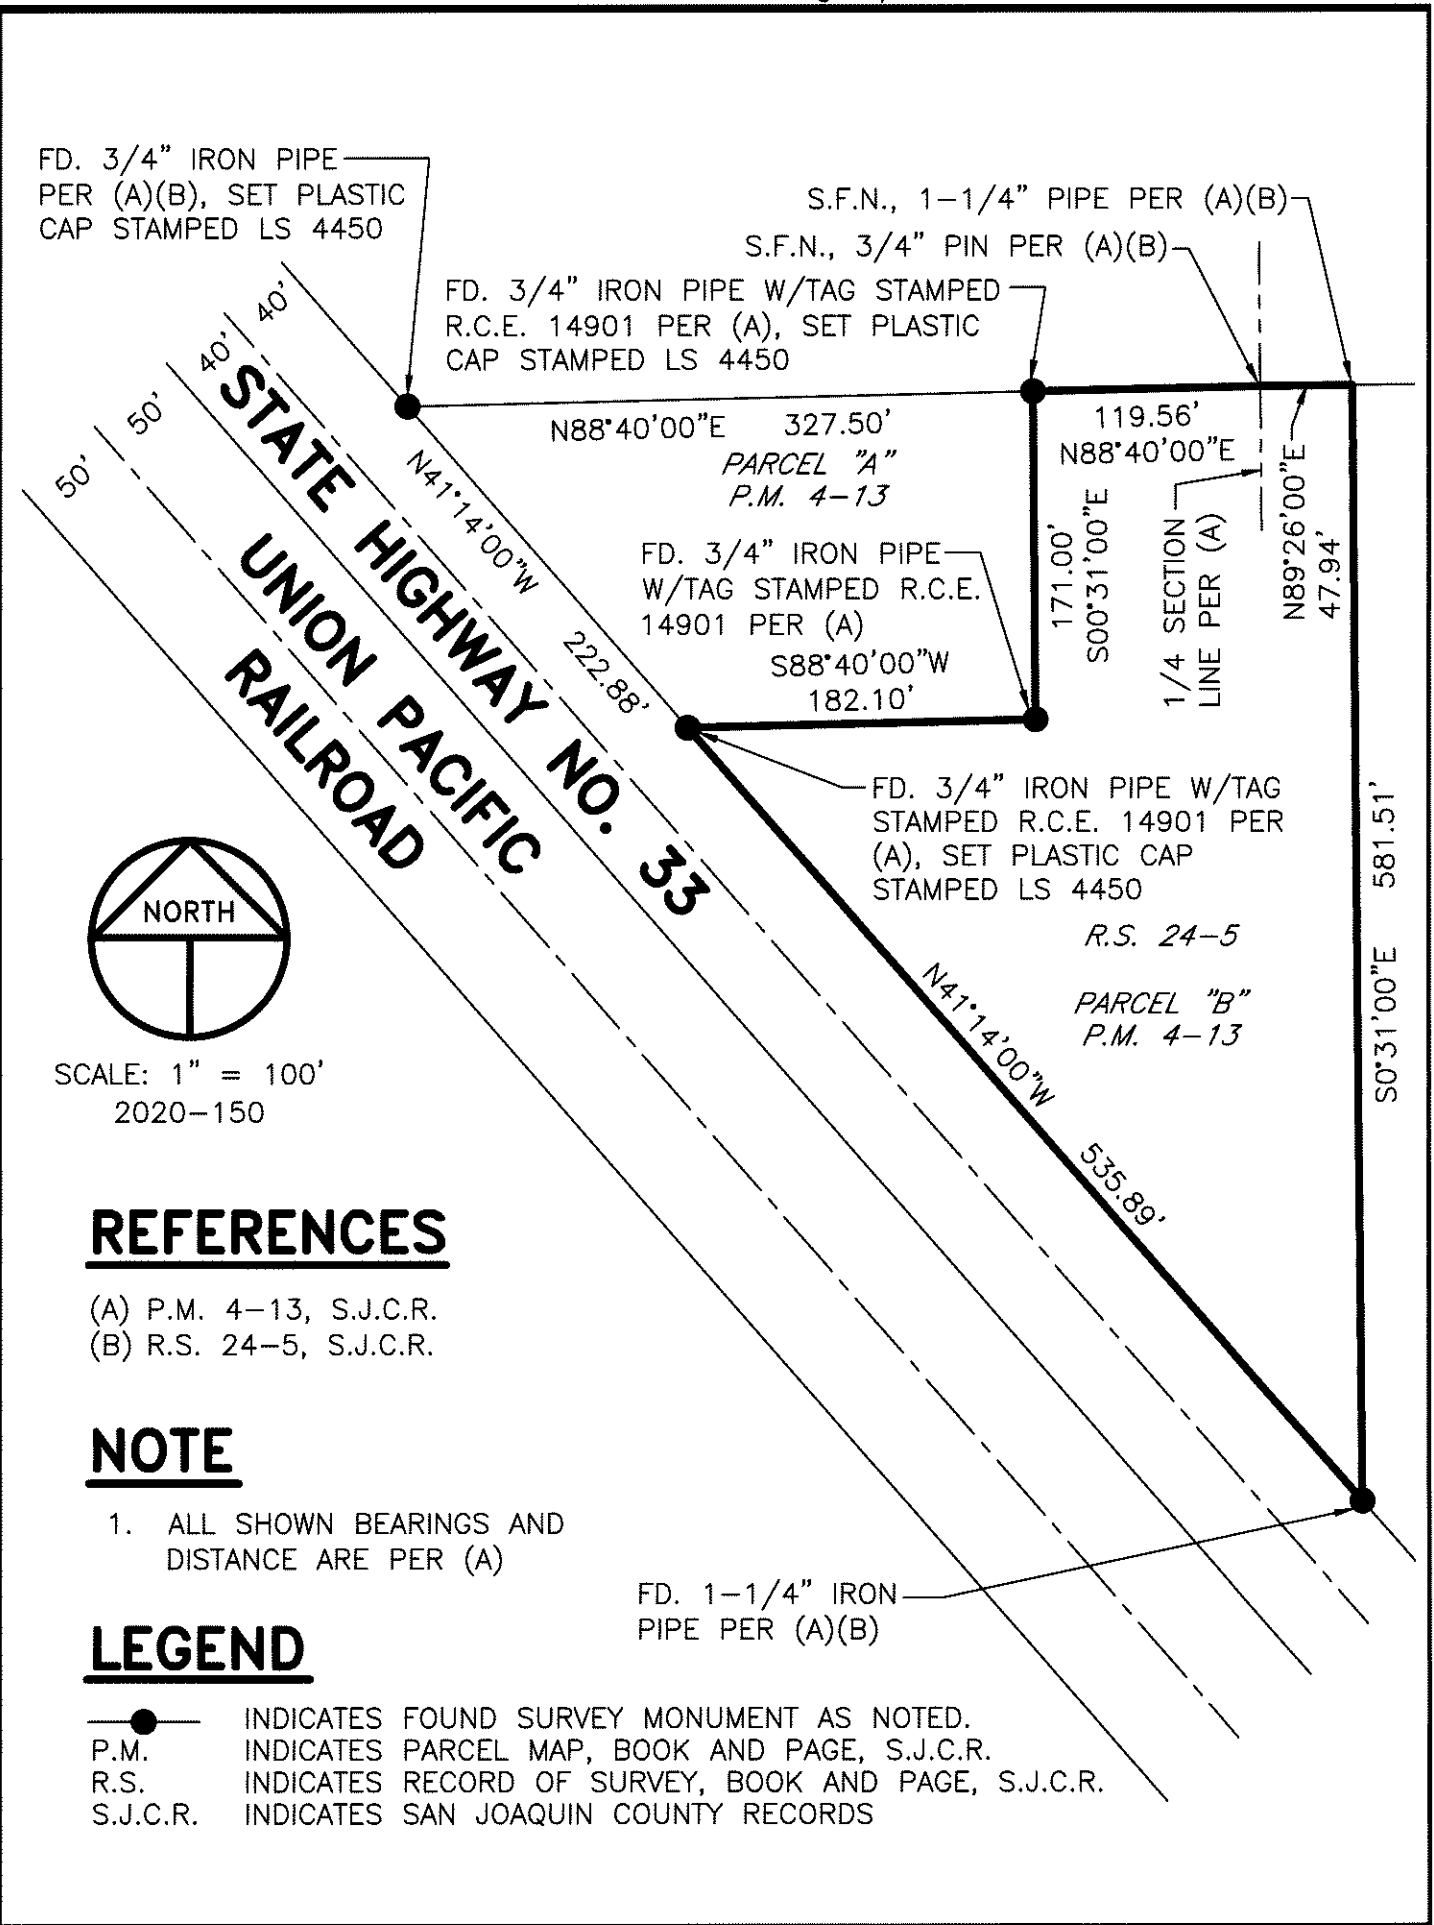 FD. 3/4" IRON PIPE
PER (A)(B), SET PLASTIC
CAP STAMPED LS 4450
S.F.N., 1-1/4" PIPE PER (A)(B)
S.F.N., 3/4" PIN PER (A)(B)
FD. 3/4" IRON PIPE W/TAG STAMPED
R.C.E. 14901 PER (A), SET PLASTIC
CAP STAMPED LS 4450
40'
40'
50'
50'
STATE HIGHWAY NO. 33
UNION PACIFIC
RAILROAD
N88°40'00"E 327.50'
PARCEL "A"
P.M. 4-13
119.56'
N88°40'00"E
N41°14'00"W 222.88'
171.00'
S00°31'00"E
1/4 SECTION
LINE PER (A)
N89°26'00"E
47.94'
FD. 3/4" IRON PIPE
W/TAG STAMPED R.C.E.
14901 PER (A)
S88°40'00"W
182.10'
FD. 3/4" IRON PIPE W/TAG
STAMPED R.C.E. 14901 PER
(A), SET PLASTIC CAP
STAMPED LS 4450
R.S. 24-5
PARCEL "B"
P.M. 4-13
S0°31'00"E 581.51'
N41°14'00"W 535.89'
NORTH
SCALE: 1" = 100'
2020-150
REFERENCES
(A) P.M. 4-13, S.J.C.R.
(B) R.S. 24-5, S.J.C.R.
NOTE
1. ALL SHOWN BEARINGS AND
DISTANCE ARE PER (A)
FD. 1-1/4" IRON
PIPE PER (A)(B)
LEGEND
INDICATES FOUND SURVEY MONUMENT AS NOTED.
P.M. INDICATES PARCEL MAP, BOOK AND PAGE, S.J.C.R.
R.S. INDICATES RECORD OF SURVEY, BOOK AND PAGE, S.J.C.R.
S.J.C.R. INDICATES SAN JOAQUIN COUNTY RECORDS